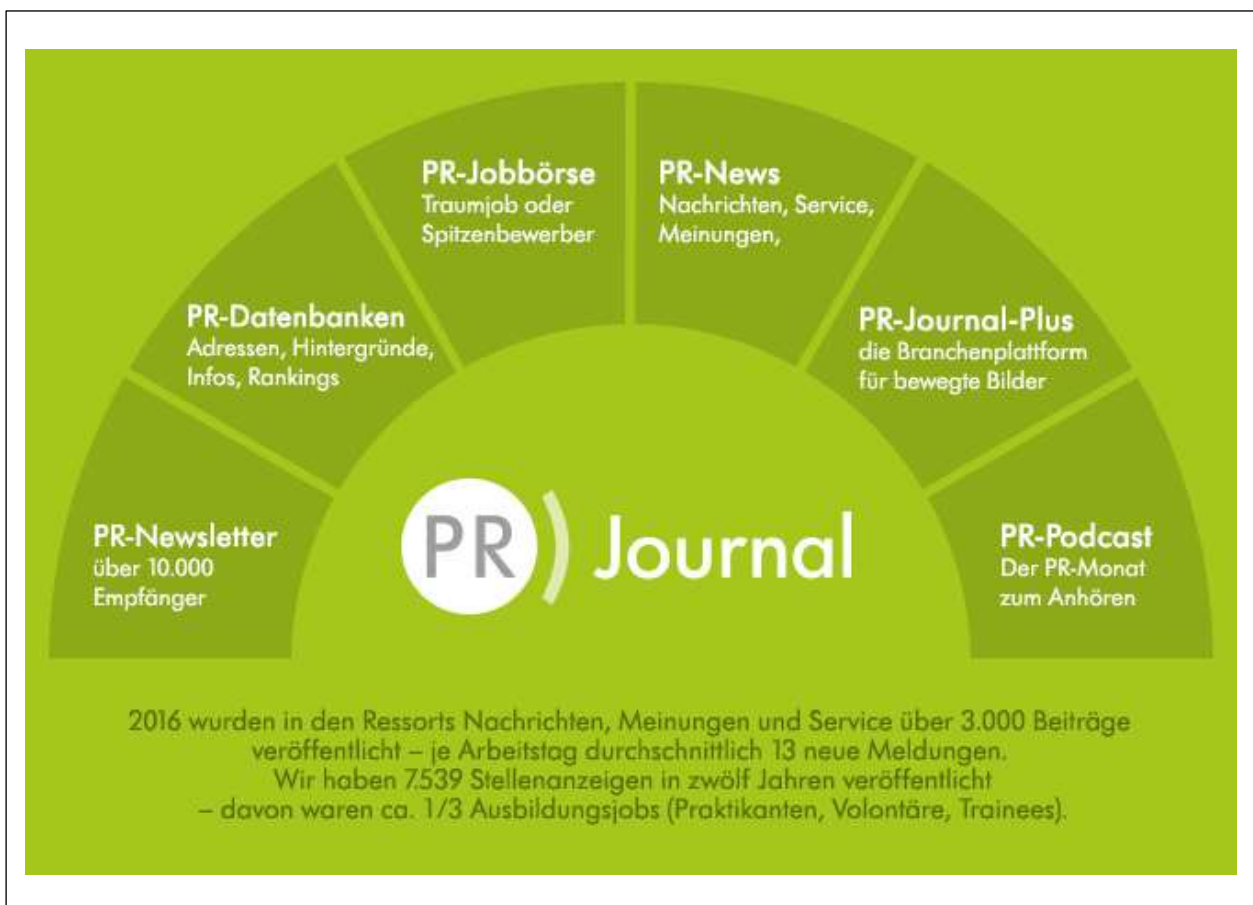 PR-Jobbörse
Traumjob oder
Spitzenbewerber
PR-News
Nachrichten, Service,
Meinungen,
PR-Datenbanken
Adressen, Hintergründe,
Infos, Rankings
PR-Journal-Plus
die Branchenplattform
für bewegte Bilder
PR-Newsletter
über 10.000
Empfänger
PR) Journal
PR-Podcast
Der PR-Monat
zum Anhören
2016 wurden in den Ressorts Nachrichten, Meinungen und Service über 3.000 Beiträge
veröffentlicht – je Arbeitstag durchschnittlich 13 neue Meldungen.
Wir haben 7.539 Stellenanzeigen in zwölf Jahren veröffentlicht
– davon waren ca. 1/3 Ausbildungsjobs (Praktikanten, Volontäre, Trainees).